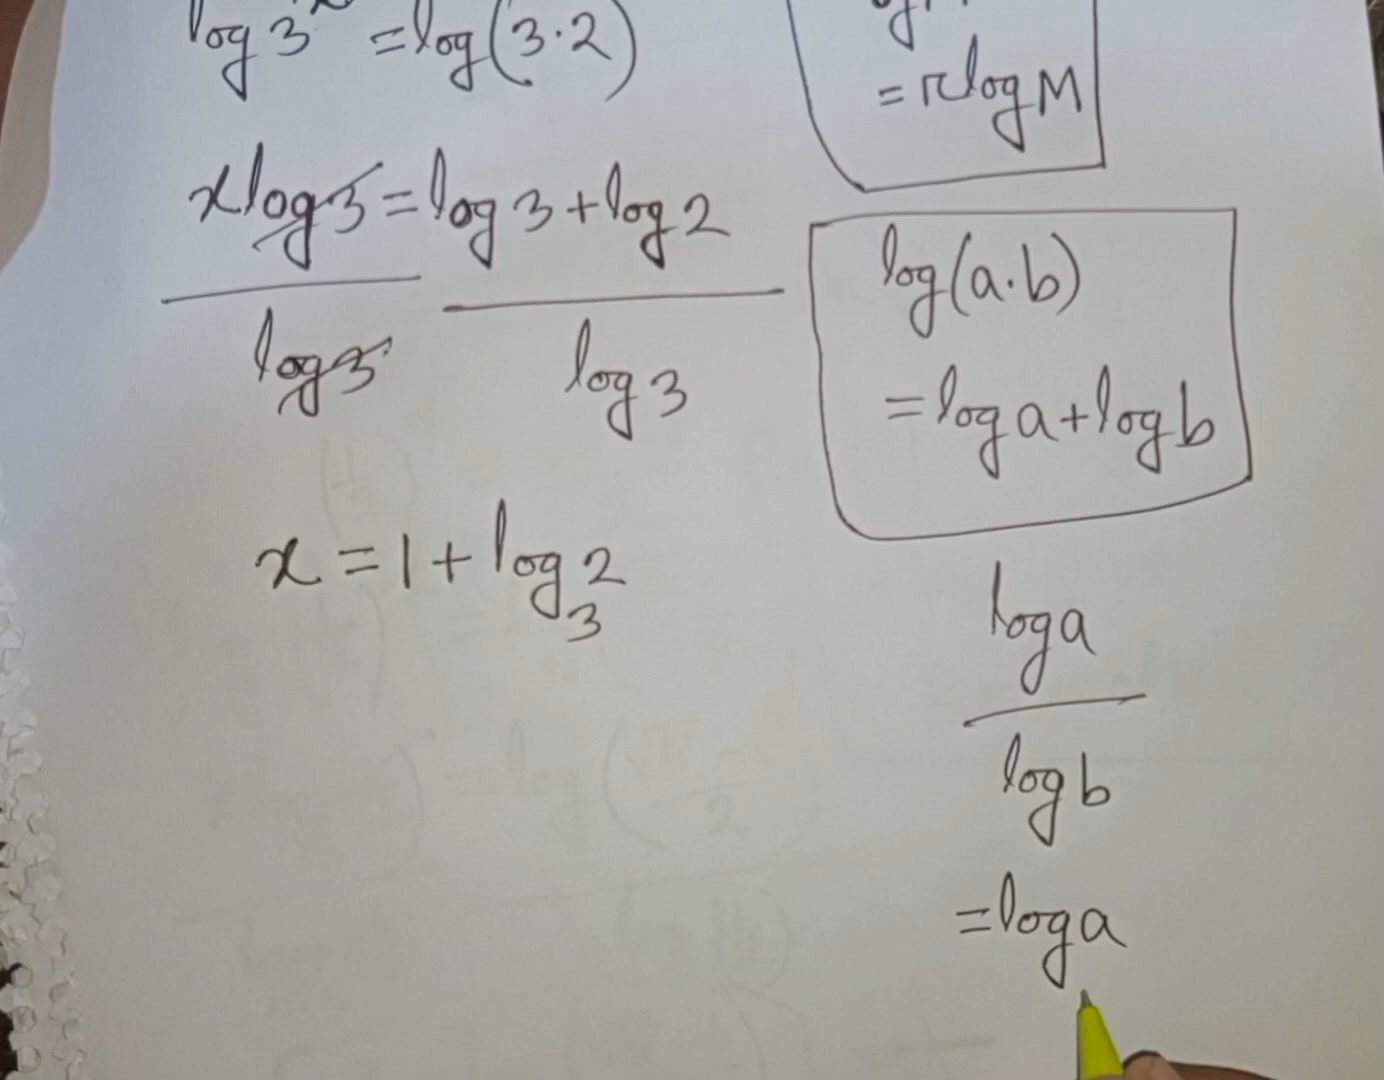 log 3^x = log(3·2)
x log 3 = log 3 + log 2
log 3 log 3
x = 1 + log_3 2
= r log M
log(a·b)
= log a + log b
log a
log b
= log a